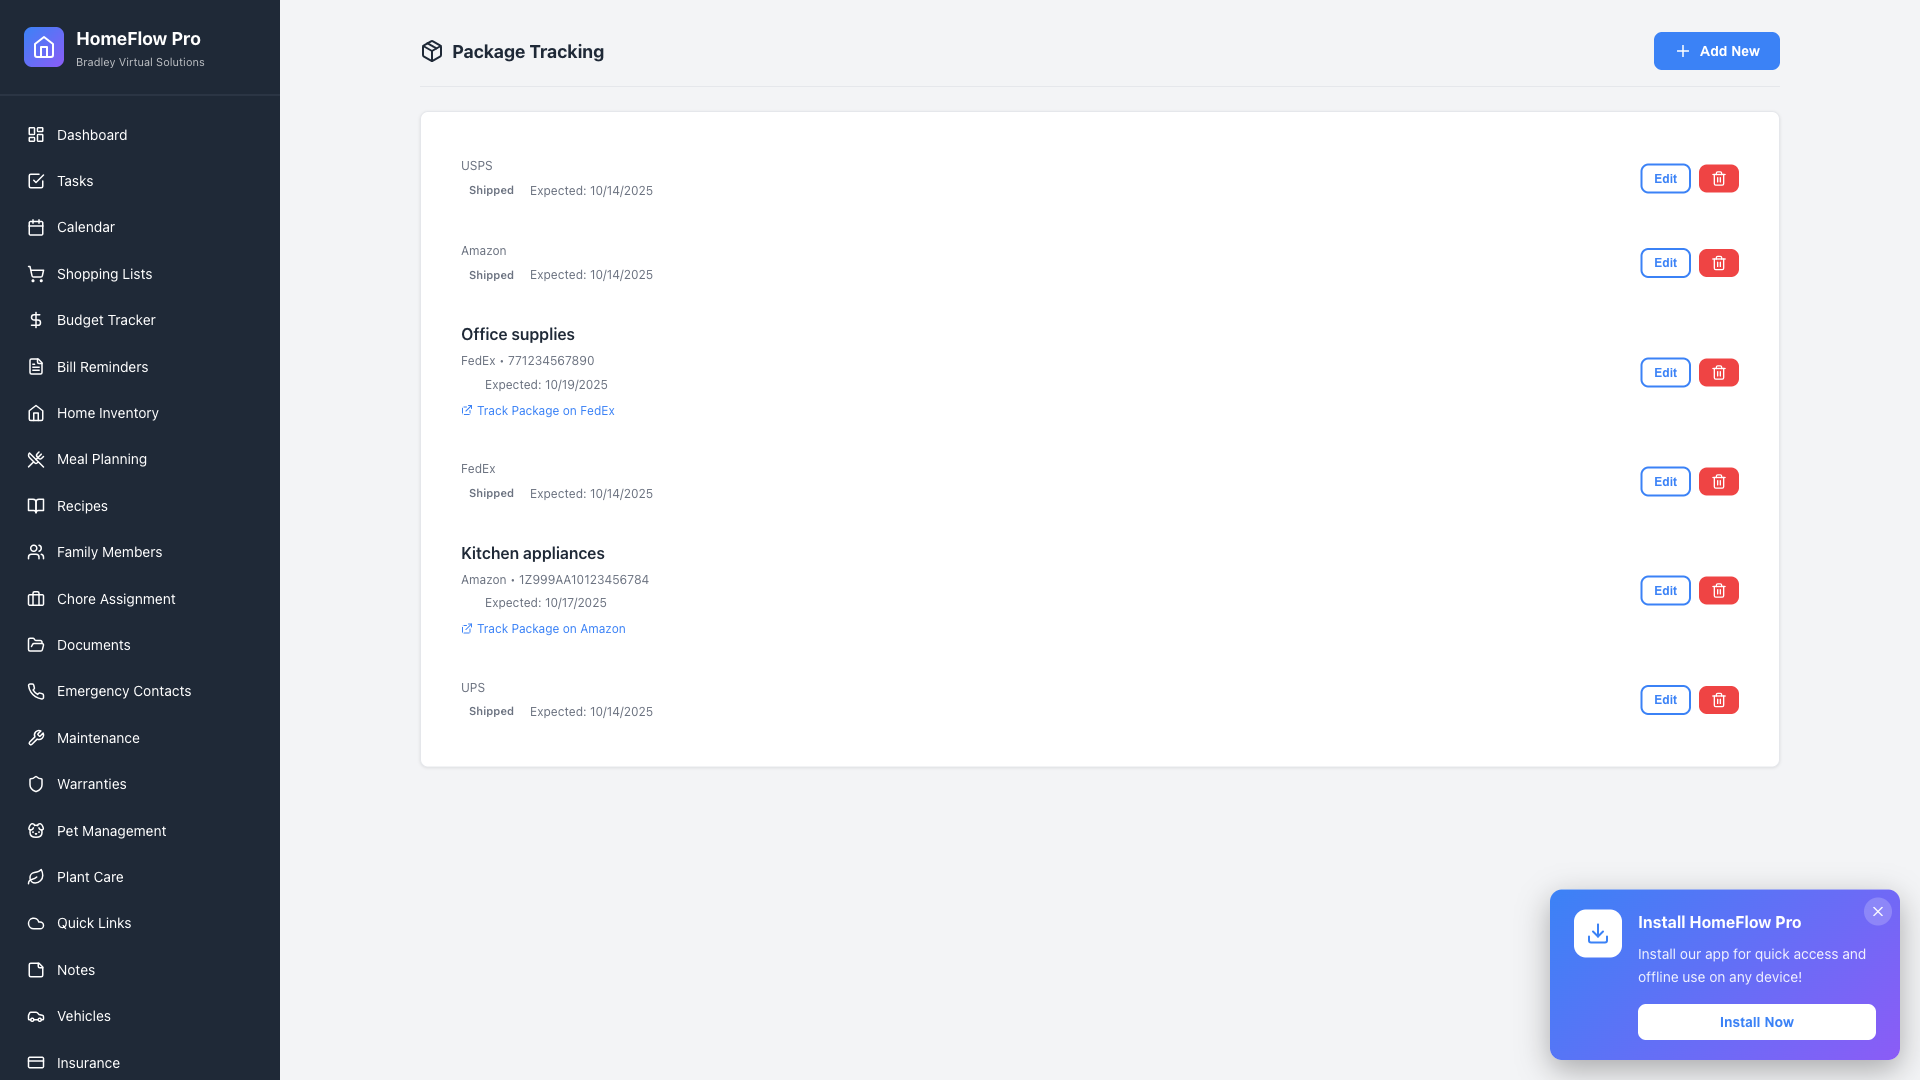 HomeFlow Pro
Bradley Virtual Solutions
Dashboard
Tasks
Calendar
Shopping Lists
Budget Tracker
Bill Reminders
Home Inventory
Meal Planning
Recipes
Family Members
Chore Assignment
Documents
Emergency Contacts
Maintenance
Warranties
Pet Management
Plant Care
Quick Links
Notes
Vehicles
Insurance
Package Tracking
Add New
USPS
Shipped Expected: 10/14/2025
Edit
Amazon
Shipped Expected: 10/14/2025
Edit
Office supplies
FedEx • 771234567890
Expected: 10/19/2025
Track Package on FedEx
Edit
FedEx
Shipped Expected: 10/14/2025
Edit
Kitchen appliances
Amazon • 1Z999AA10123456784
Expected: 10/17/2025
Track Package on Amazon
Edit
UPS
Shipped Expected: 10/14/2025
Edit
Install HomeFlow Pro
Install our app for quick access and
offline use on any device!
Install Now